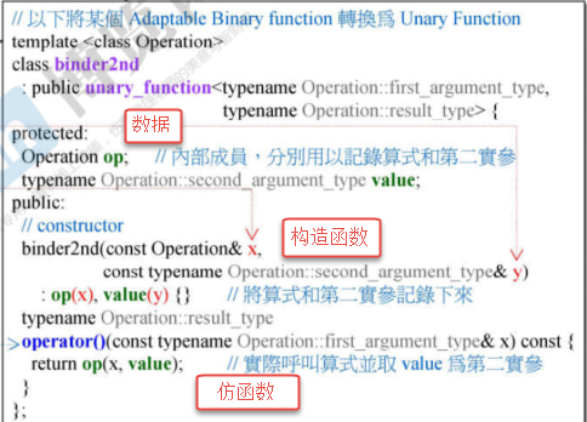 // 以下將某個 Adaptable Binary function 轉換爲 Unary Function
template <class Operation>
class binder2nd
: public unary_function<typename Operation::first_argument_type,
typename Operation::result_type> {
数据
protected:
Operation op; // 內部成員，分別用以記錄算式和第二實參
typename Operation::second_argument_type value;
public:
// constructor
构造函数
binder2nd(const Operation& x,
const typename Operation::second_argument_type& y)
: op(x), value(y) {} // 將算式和第二實參記錄下來
typename Operation::result_type
operator()(const typename Operation::first_argument_type& x) const {
return op(x, value); // 實際呼叫算式並取 value 爲第二實參
}
仿函数
};